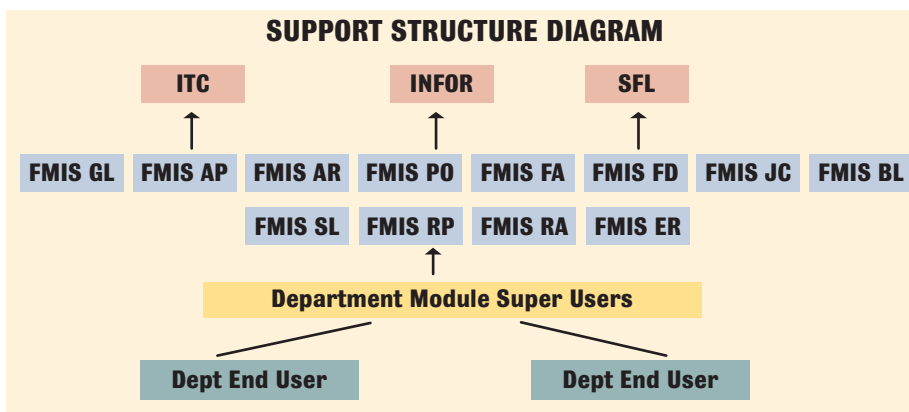 SUPPORT STRUCTURE DIAGRAM
ITC INFOR SFL
FMIS GL FMIS AP FMIS AR FMIS PO FMIS FA FMIS FD FMIS JC FMIS BL
FMIS SL FMIS RP FMIS RA FMIS ER
Department Module Super Users
Dept End User Dept End User